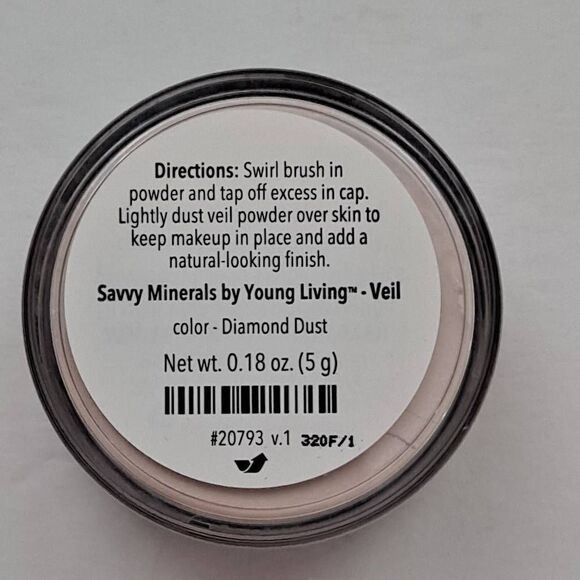 Directions: Swirl brush in
powder and tap off excess in cap.
Lightly dust veil powder over skin to
keep makeup in place and add a
natural-looking finish.
Savvy Minerals by Young Living™ - Veil
color - Diamond Dust
Net wt. 0.18 oz. (5 g)
#20793 v.1 320F/1